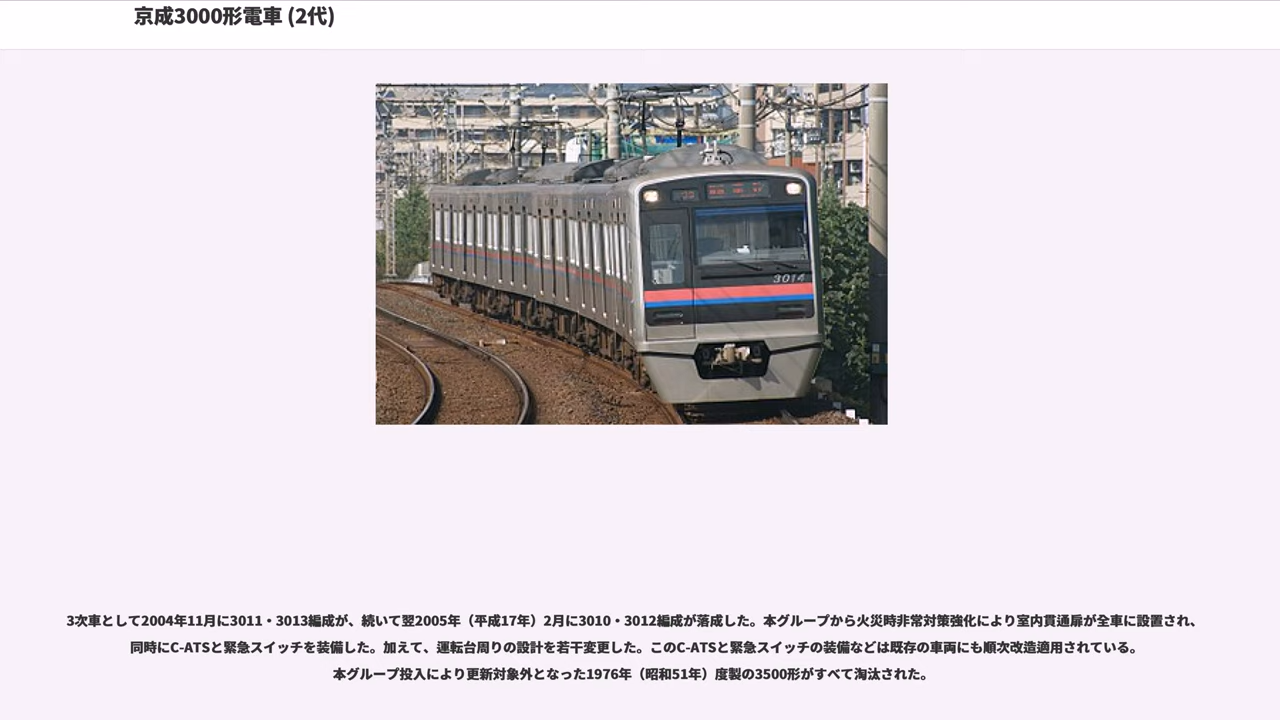 京成3000形電車 (2代)
3014
3次車として2004年11月に3011・3013編成が、続いて翌2005年（平成17年）2月に3010・3012編成が落成した。本グループから火災時非常対策強化により室内貫通扉が全車に設置され、
同時にC-ATSと緊急スイッチを装備した。加えて、運転台周りの設計を若干変更した。このC-ATSと緊急スイッチの装備などは既存の車両にも順次改造適用されている。
本グループ投入により更新対象外となった1976年（昭和51年）度製の3500形がすべて淘汰された。